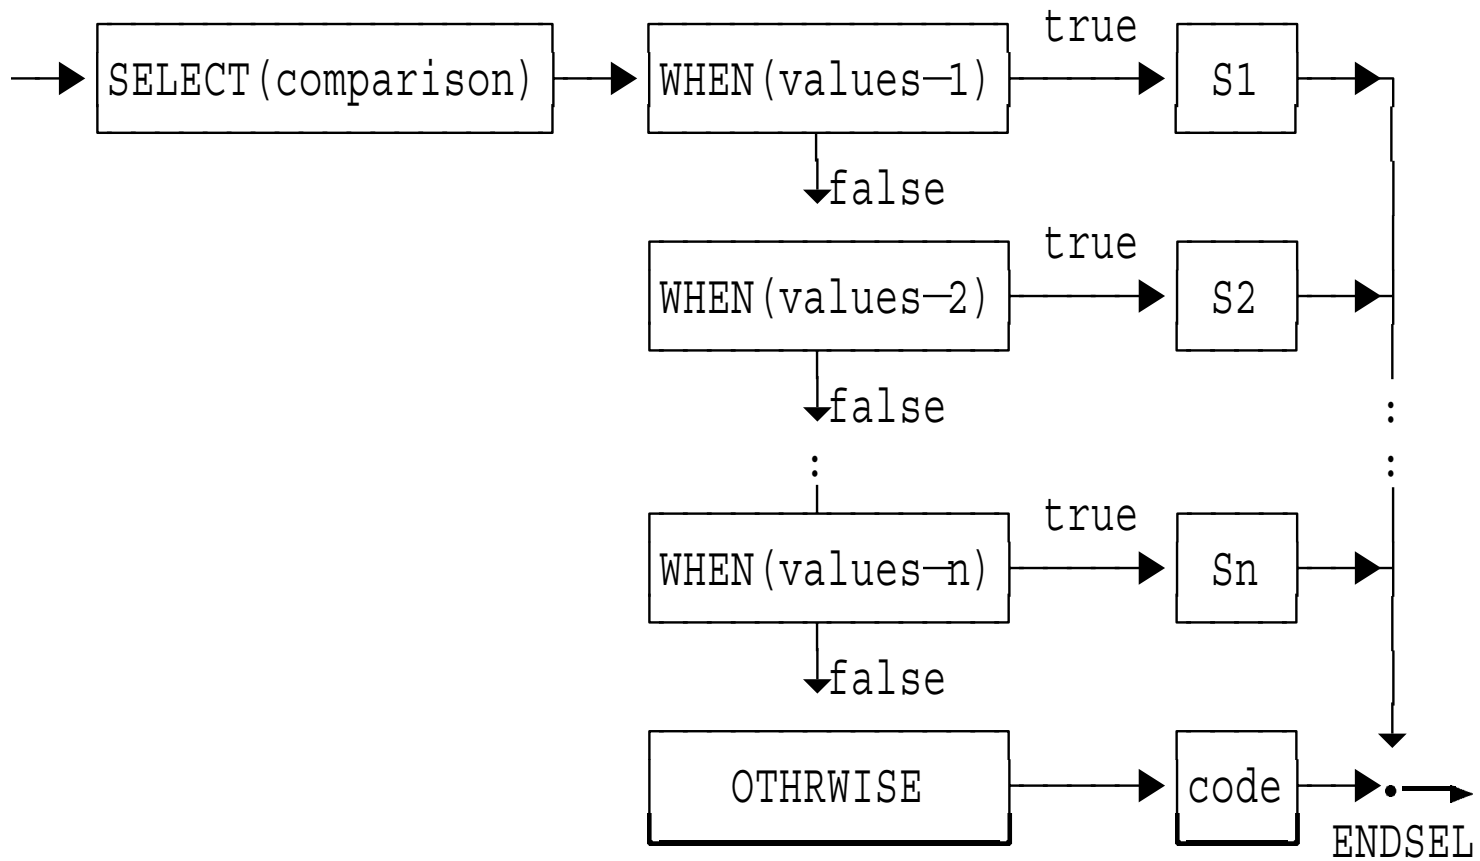 true
SELECT(comparison) WHEN(values-1) S1
false
true
WHEN(values-2) S2
false
:
:
:
true
WHEN(values-n) Sn
false
OTHRWISE code
ENDSEL